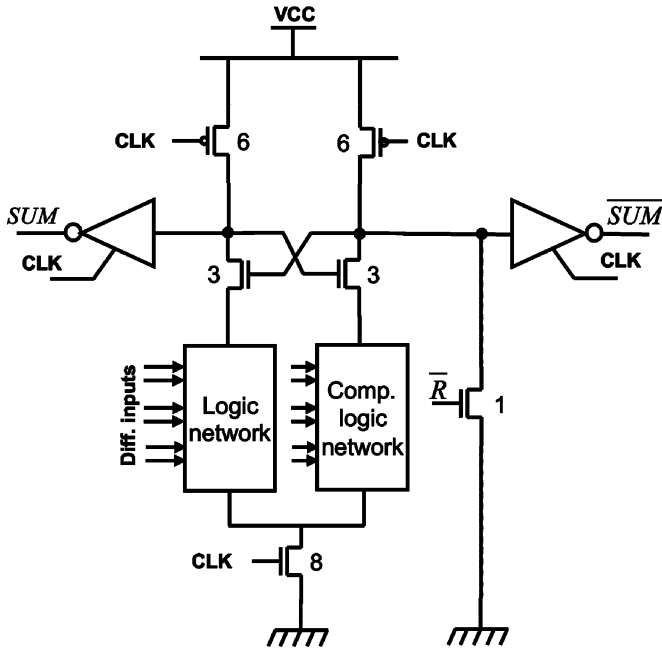 VCC
CLK
6
6
CLK
SUM
SUM
CLK
CLK
3
3
Diff. inputs
Logic
network
Comp.
logic
network
R
1
CLK
8